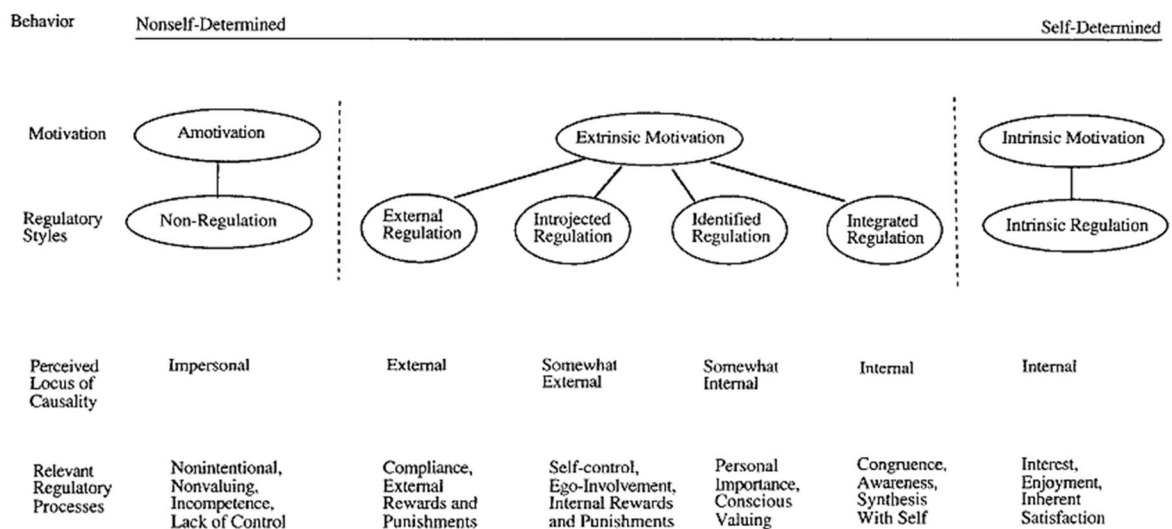 Behavior Nonself-Determined Self-Determined
Motivation Amotivation Extrinsic Motivation Intrinsic Motivation
Regulatory
Styles
Non-Regulation
External
Regulation
Introjected
Regulation
Identified
Regulation
Integrated
Regulation
Intrinsic Regulation
Perceived
Locus of
Causality
Impersonal
External
Somewhat
External
Somewhat
Internal
Internal
Internal
Relevant
Regulatory
Processes
Nonintentional,
Nonvaluing,
Incompetence,
Lack of Control
Compliance,
External
Rewards and
Punishments
Self-control,
Ego-Involvement,
Internal Rewards
and Punishments
Personal
Importance,
Conscious
Valuing
Congruence,
Awareness,
Synthesis
With Self
Interest,
Enjoyment,
Inherent
Satisfaction